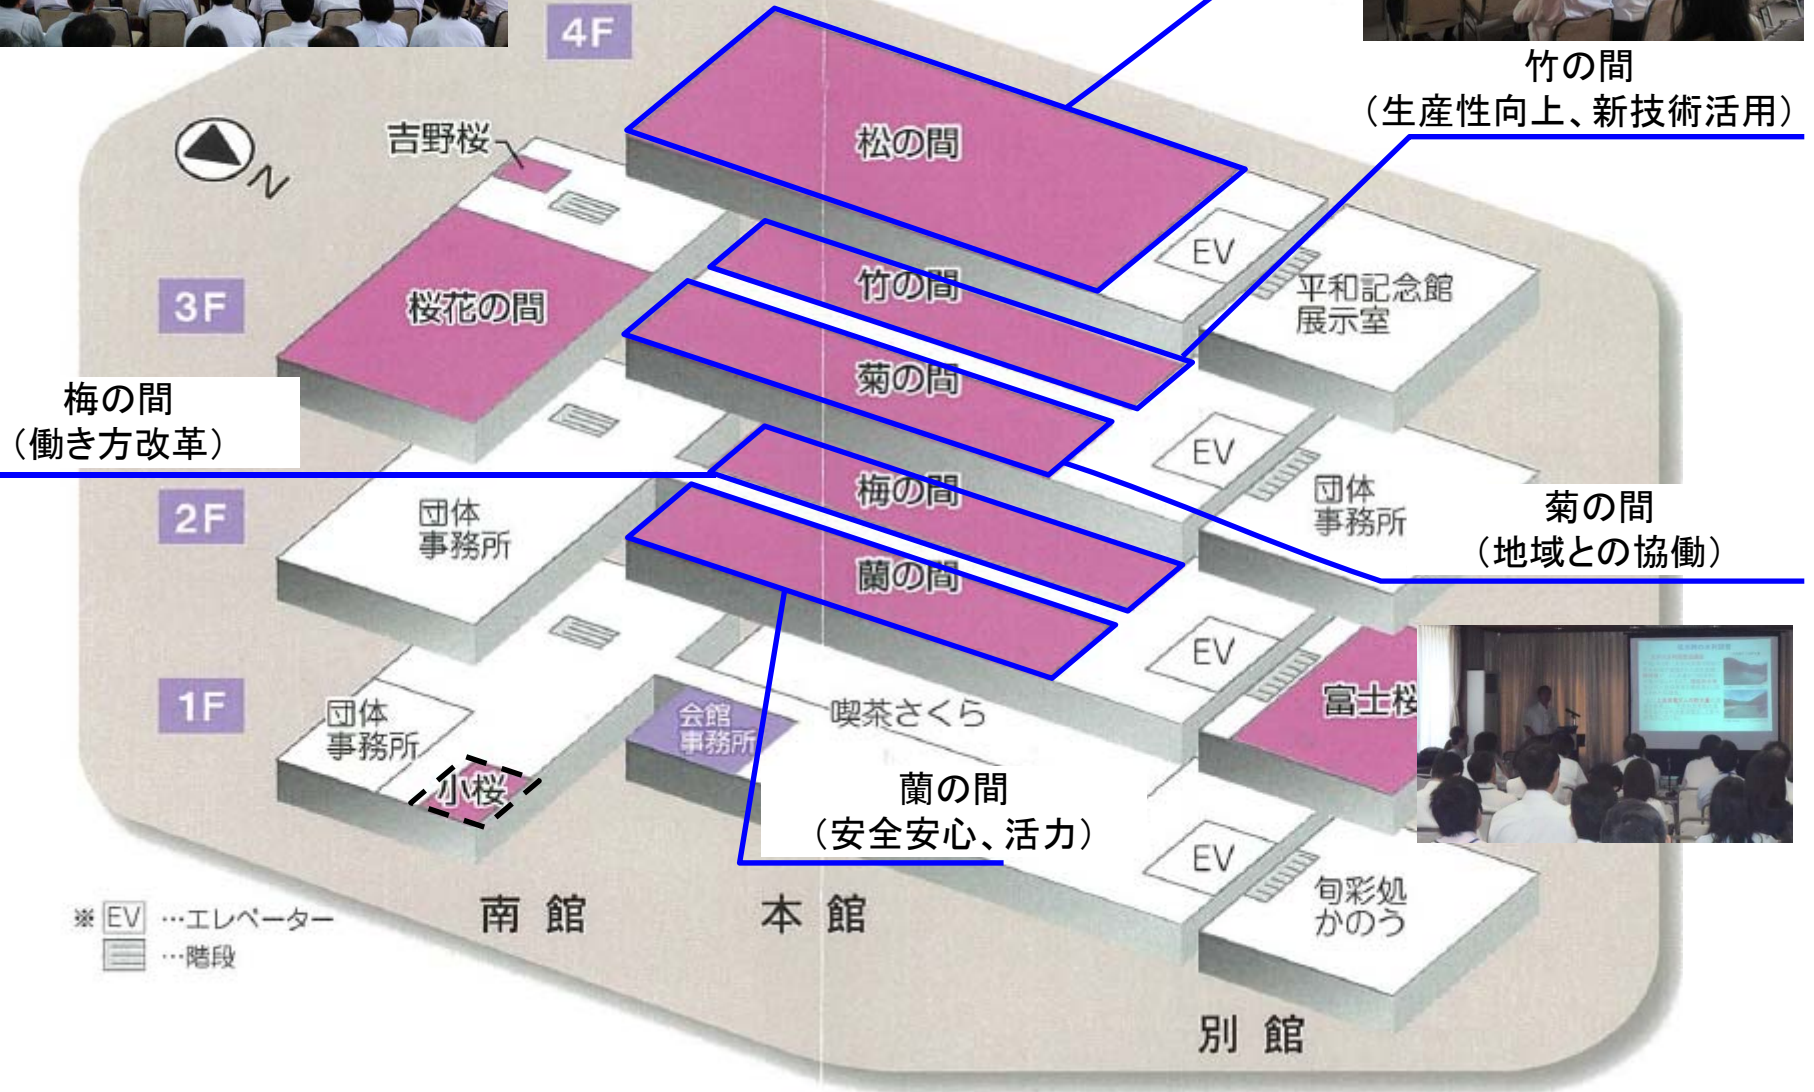 4F
竹の間
（生産性向上、新技術活用）
吉野桜
松の間
N
EV
3F
桜花の間
竹の間
平和記念館
展示室
菊の間
梅の間
（働き方改革）
EV
2F
団体
事務所
梅の間
団体
事務所
菊の間
（地域との協働）
蘭の間
EV
1F
団体
事務所
会館
事務所
喫茶さくら
富士桜
小桜
蘭の間
（安全安心、活力）
EV
旬彩処
かのう
※ EV …エレベーター
…階段
南 館
本 館
別 館